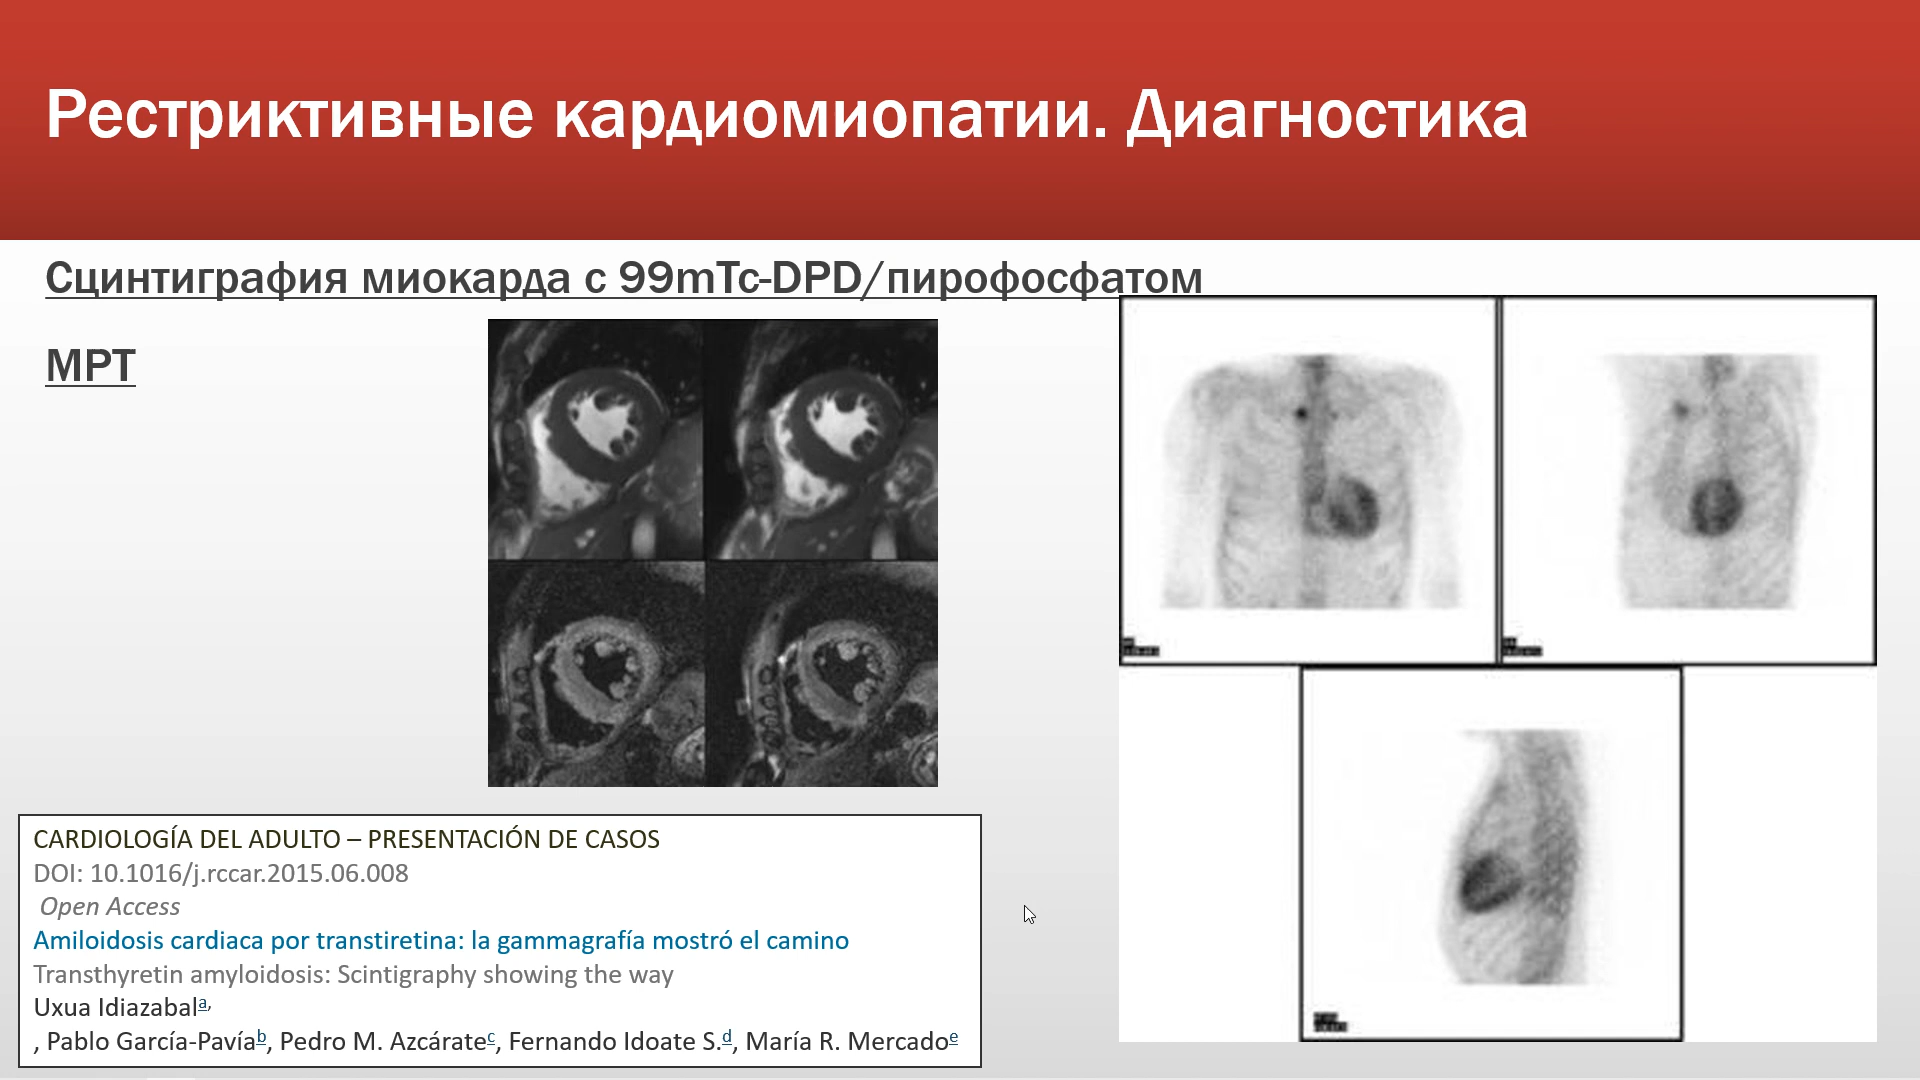 Рестриктивные кардиомиопатии. Диагностика
Сцинтиграфия миокарда с 99mTc-DPD/пирофосфатом
МРТ
CARDIOLOGÍA DEL ADULTO – PRESENTACIÓN DE CASOS
DOI: 10.1016/j.rccar.2015.06.008
Open Access
Amiloidosis cardiaca por transtiretina: la gammagrafía mostró el camino
Transthyretin amyloidosis: Scintigraphy showing the way
Uxua Idiazabala,
, Pablo García-Pavíab, Pedro M. Azcáratec, Fernando Idoate S.d, María R. Mercadoe